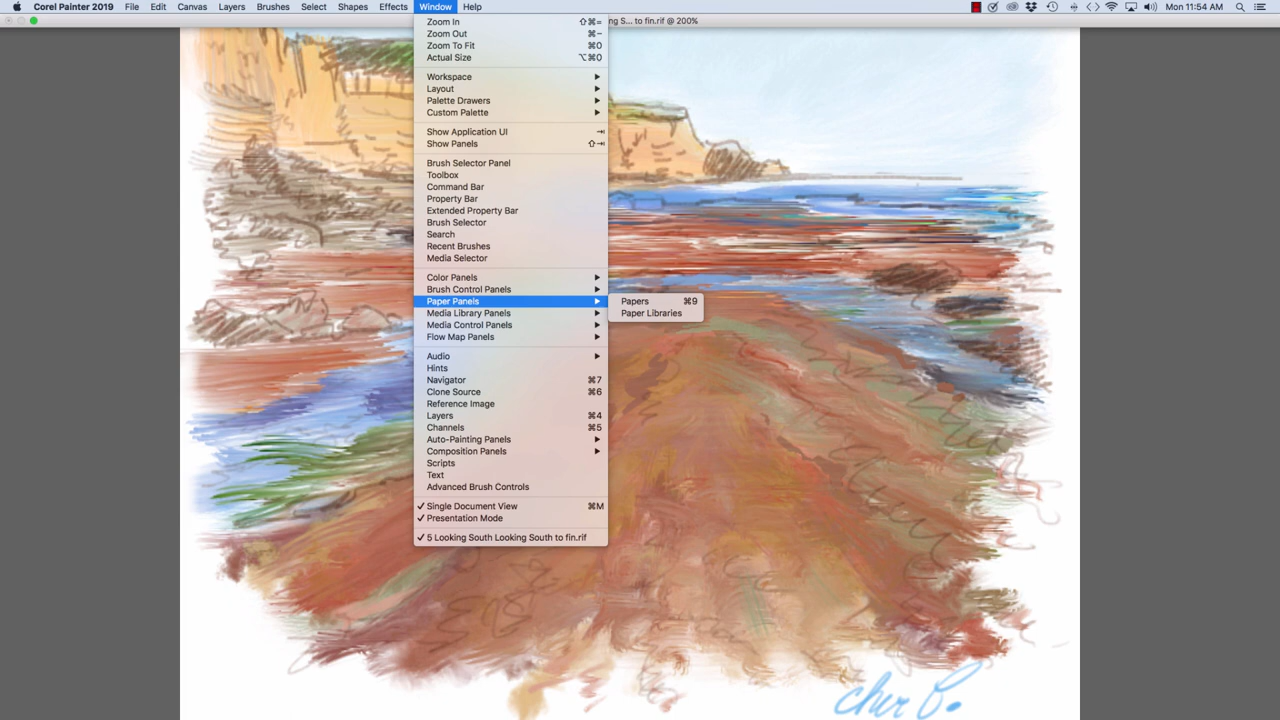 Corel Painter 2019 File Edit Canvas Layers Brushes Select Shapes Effects Window Help Mon 11:54 AM
ng S... to fin.rif @ 200%
Zoom In ⇧⌘=
Zoom Out ⌘−
Zoom To Fit ⌘0
Actual Size ⌥⌘0
Workspace
Layout
Palette Drawers
Custom Palette
Show Application UI ⇥
Show Panels ⇧⇥
Brush Selector Panel
Toolbox
Command Bar
Property Bar
Extended Property Bar
Brush Selector
Search
Recent Brushes
Media Selector
Color Panels
Brush Control Panels
Paper Panels
Papers ⌘9
Media Library Panels
Paper Libraries
Media Control Panels
Flow Map Panels
Audio
Hints
Navigator ⌘7
Clone Source ⌘6
Reference Image
Layers ⌘4
Channels ⌘5
Auto-Painting Panels
Composition Panels
Scripts
Text
Advanced Brush Controls
✓ Single Document View ⌘M
✓ Presentation Mode
✓ 5 Looking South Looking South to fin.rif
cher P.